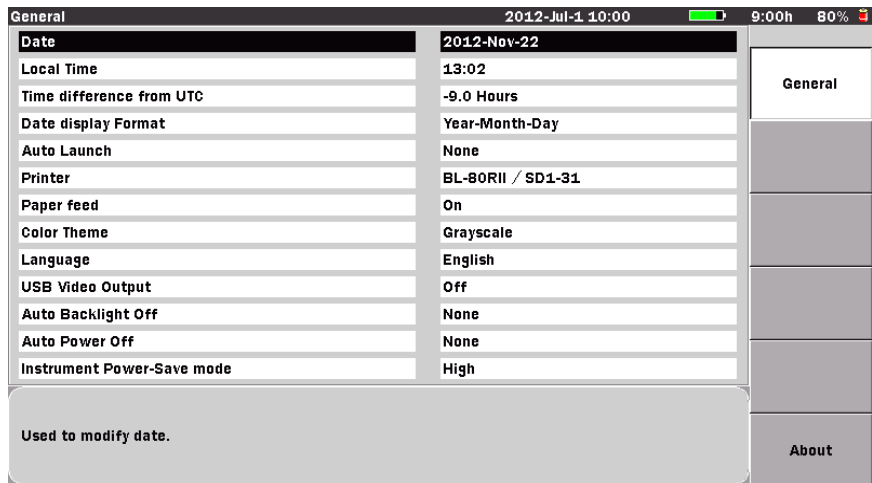 General 2012-Jul-1 10:00 9:00h 80%
Date 2012-Nov-22
Local Time 13:02
Time difference from UTC -9.0 Hours
Date display Format Year-Month-Day
Auto Launch None
Printer BL-80RII / SD1-31
Paper feed On
Color Theme Grayscale
Language English
USB Video Output Off
Auto Backlight Off None
Auto Power Off None
Instrument Power-Save mode High
Used to modify date.
General
About